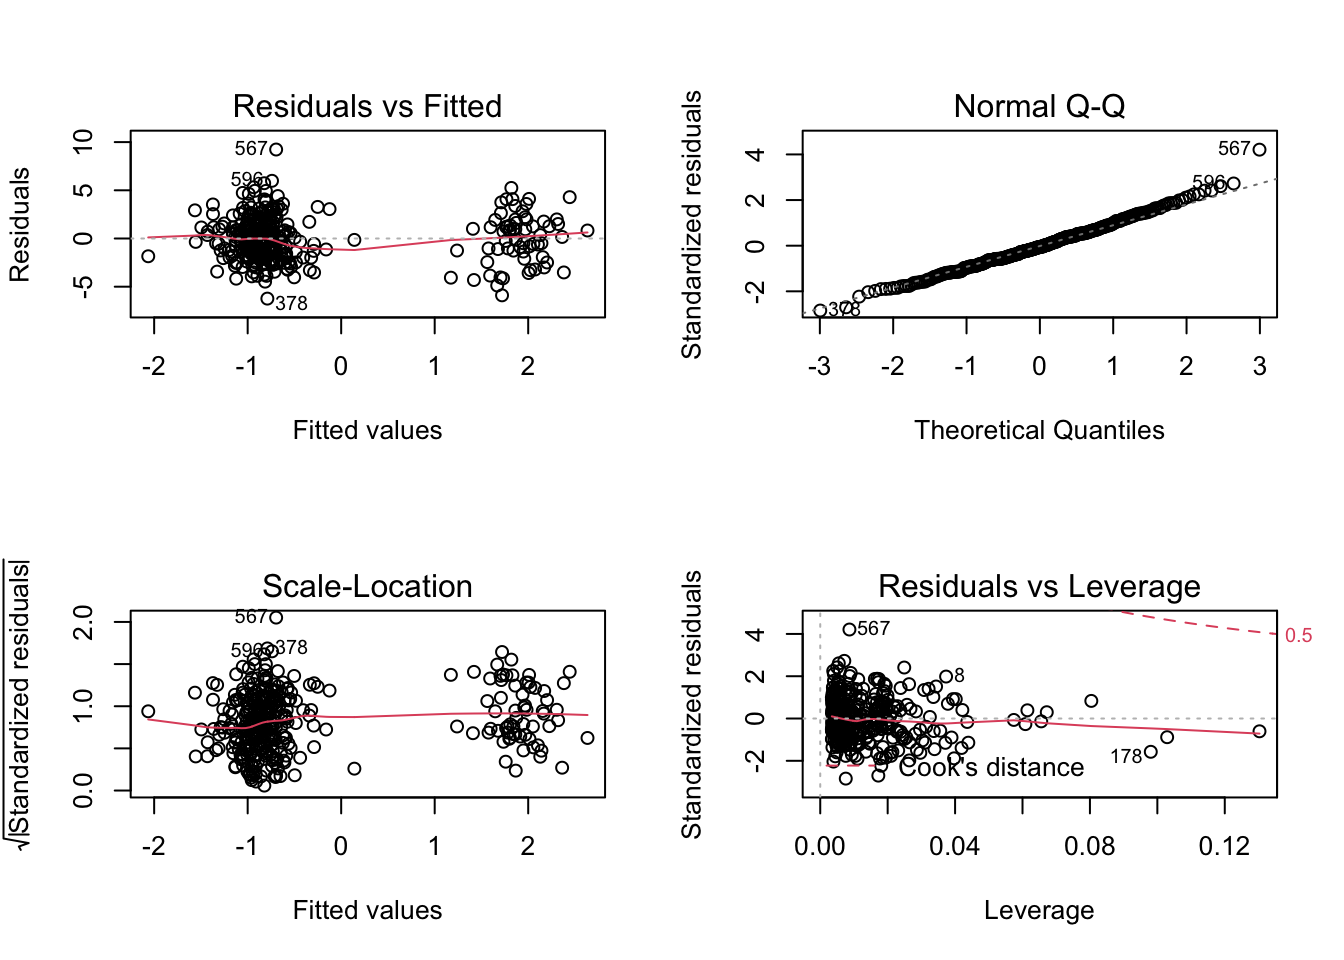 Residuals vs Fitted
Residuals
10
5
0
-5
567
596
378
-2 -1 0 1 2
Fitted values
Normal Q-Q
Standardized residuals
4
2
0
-2
567
596
378
-3 -2 -1 0 1 2 3
Theoretical Quantiles
Scale-Location
√|Standardized residuals|
2.0
1.0
0.0
567
596
378
-2 -1 0 1 2
Fitted values
Residuals vs Leverage
Standardized residuals
4
2
0
-2
567
8
178
0.5
Cook's distance
0.00 0.04 0.08 0.12
Leverage